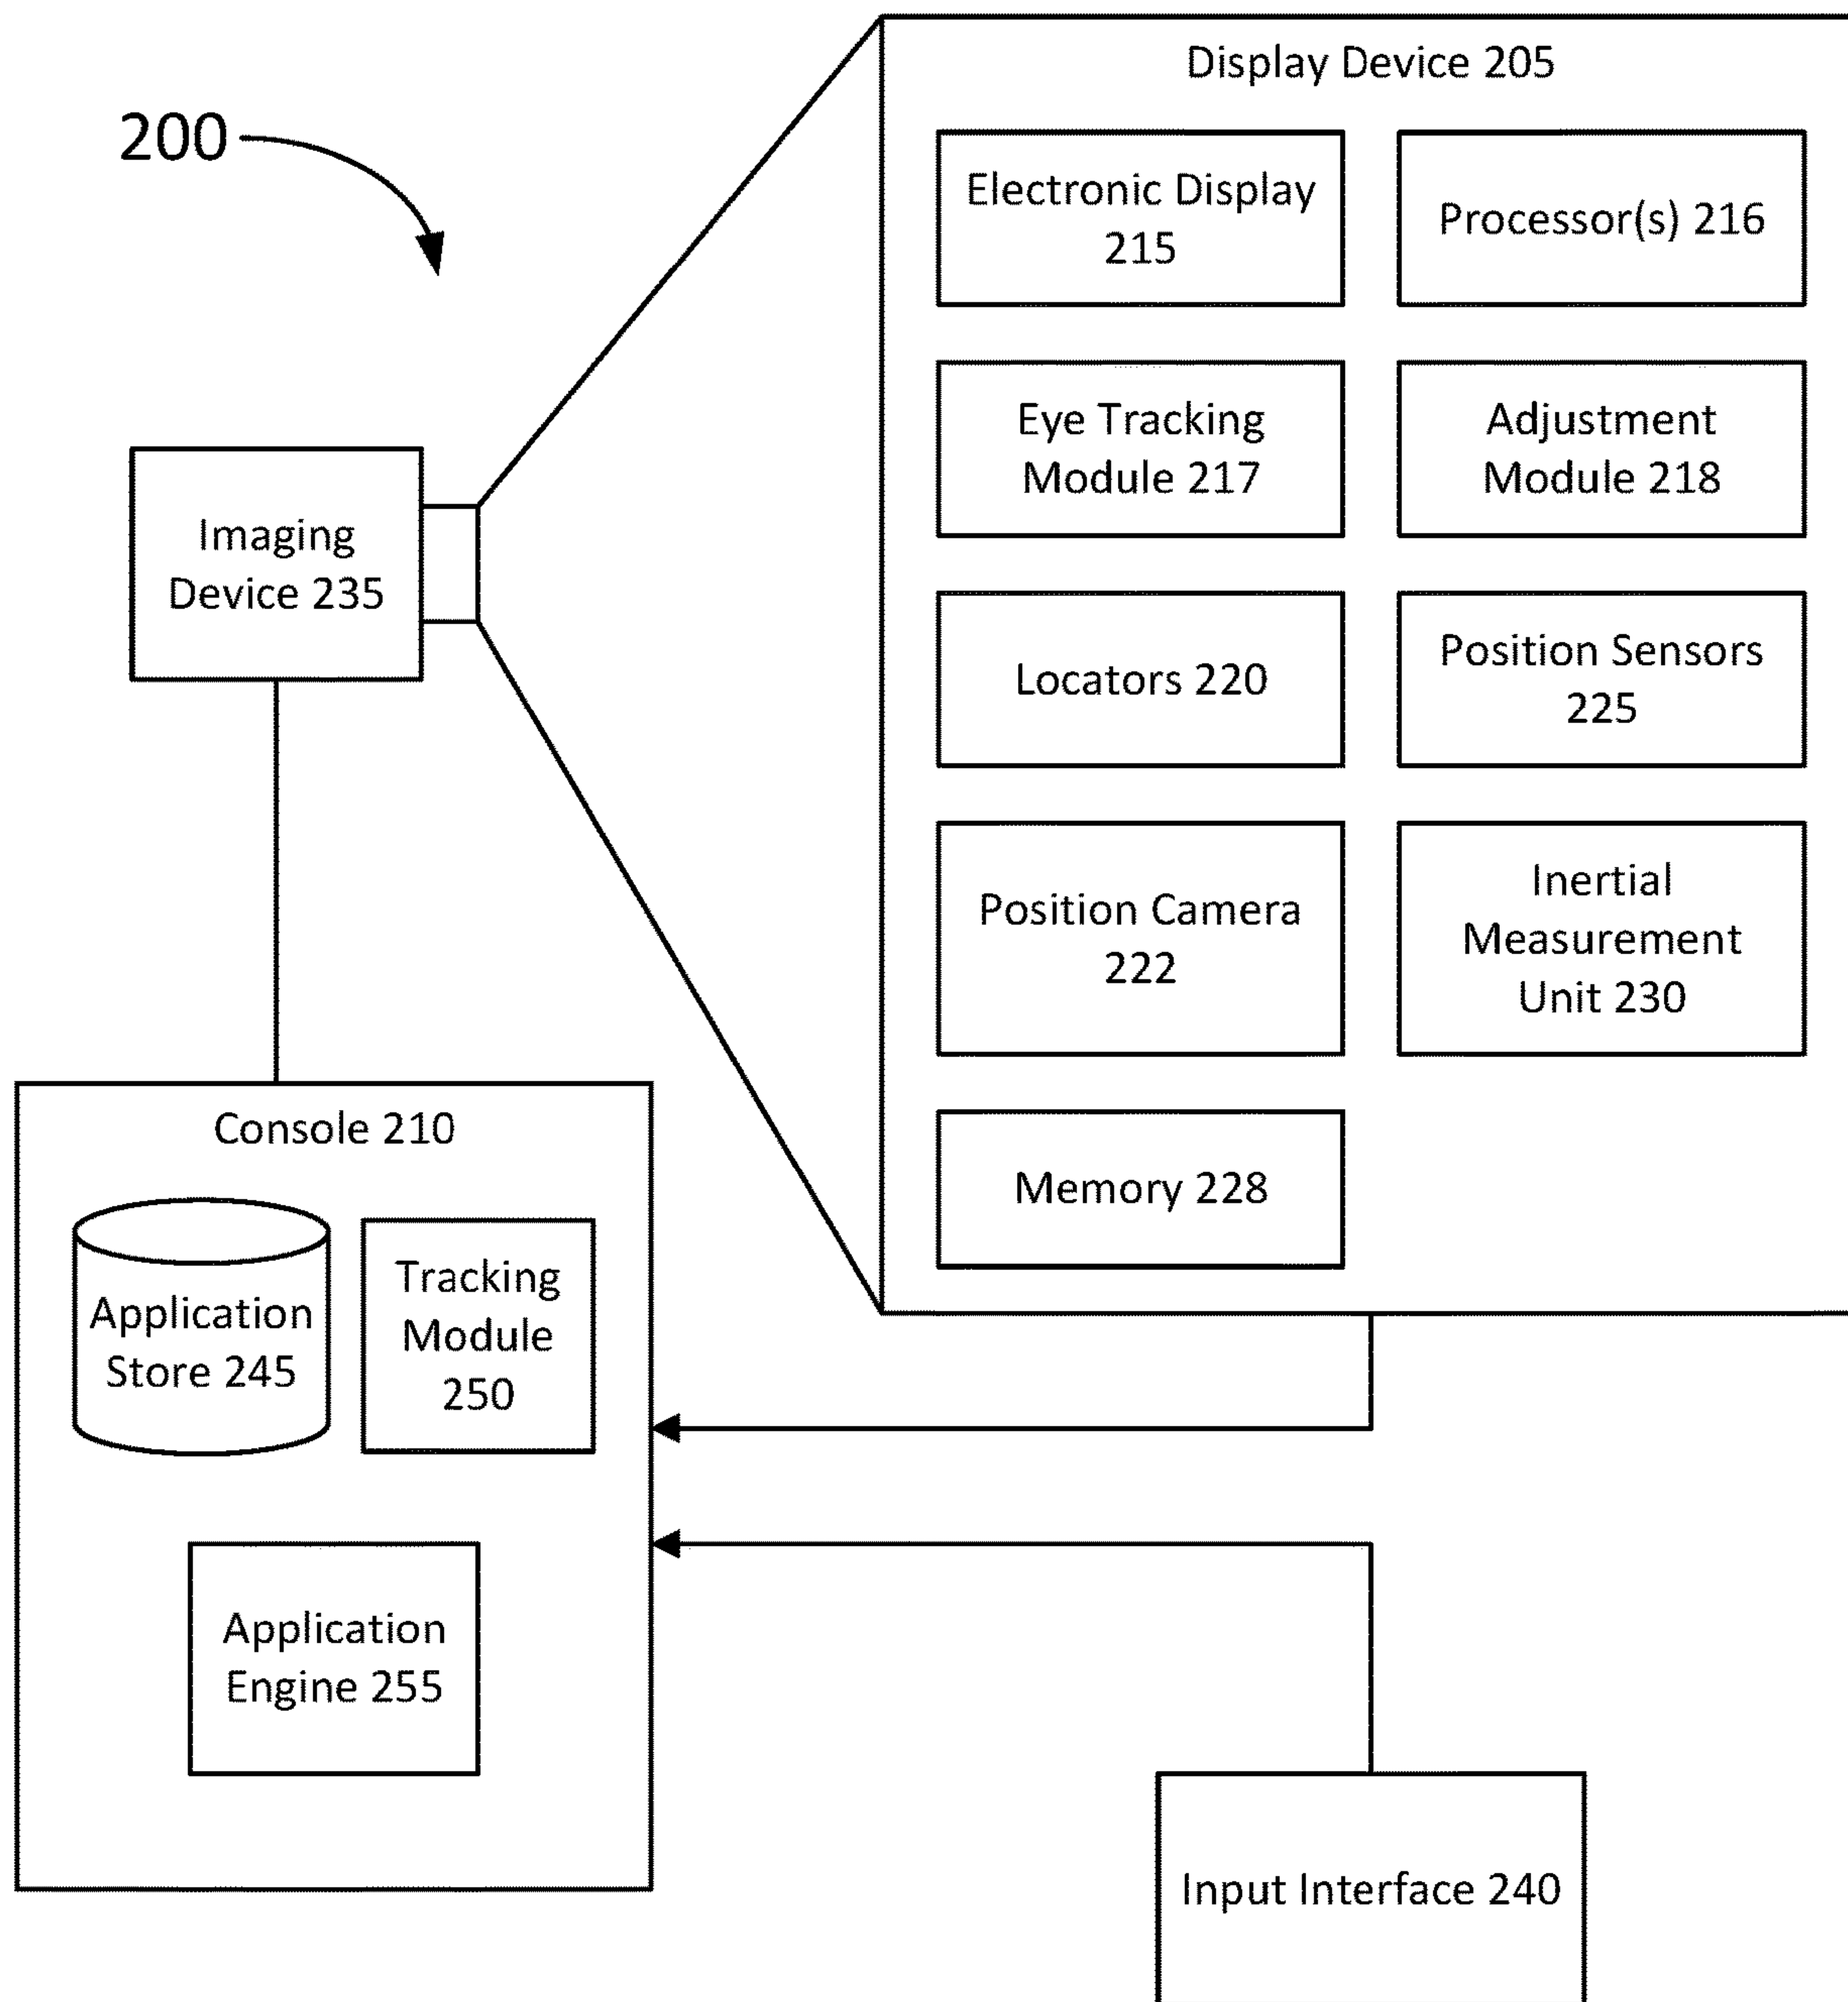 200
Display Device 205
Electronic Display
215
Processor(s) 216
Eye Tracking
Module 217
Adjustment
Module 218
Locators 220
Position Sensors
225
Position Camera
222
Inertial
Measurement
Unit 230
Memory 228
Imaging
Device 235
Console 210
Application
Store 245
Tracking
Module
250
Application
Engine 255
Input Interface 240